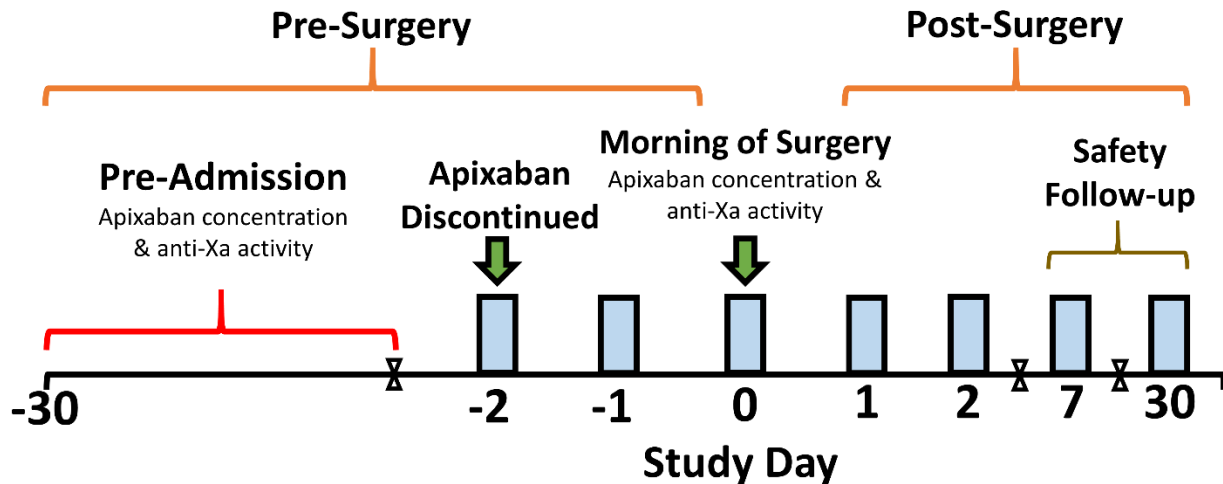 Pre-Surgery
Post-Surgery
Pre-Admission
Apixaban concentration
& anti-Xa activity
Apixaban
Discontinued
Morning of Surgery
Apixaban concentration &
anti-Xa activity
Safety
Follow-up
-30 -2 -1 0 1 2 7 30
Study Day